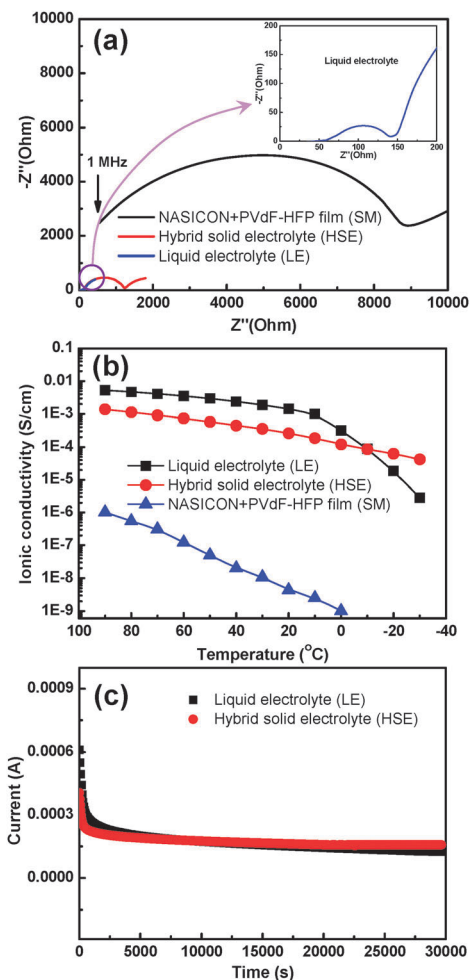 (a)
10000
8000
6000
4000
2000
0
-Z''(Ohm)
1 MHz
200
150
100
50
0
-Z''(Ohm)
Liquid electrolyte
0 50 100 150 200
Z''(Ohm)
NASICON+PVdF-HFP film (SM)
Hybrid solid electrolyte (HSE)
Liquid electrolyte (LE)
0 2000 4000 6000 8000 10000
Z''(Ohm)
(b)
0.1
0.01
1E-3
1E-4
1E-5
1E-6
1E-7
1E-8
1E-9
Ionic conductivity (S/cm)
Liquid electrolyte (LE)
Hybrid solid electrolyte (HSE)
NASICON+PVdF-HFP film (SM)
100 80 60 40 20 0 -20 -40
Temperature (°C)
(c)
0.0009
0.0006
0.0003
0.0000
Current (A)
Liquid electrolyte (LE)
Hybrid solid electrolyte (HSE)
0 5000 10000 15000 20000 25000 30000
Time (s)